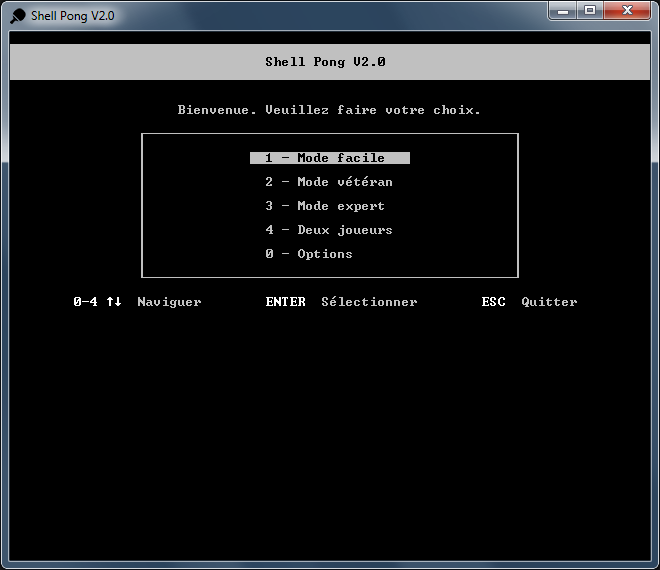 Shell Pong V2.0
Shell Pong V2.0
Bienvenue. Veuillez faire votre choix.
1 - Mode facile
2 - Mode vétéran
3 - Mode expert
4 - Deux joueurs
0 - Options
0-4 ↑↓ Naviguer ENTER Sélectionner ESC Quitter